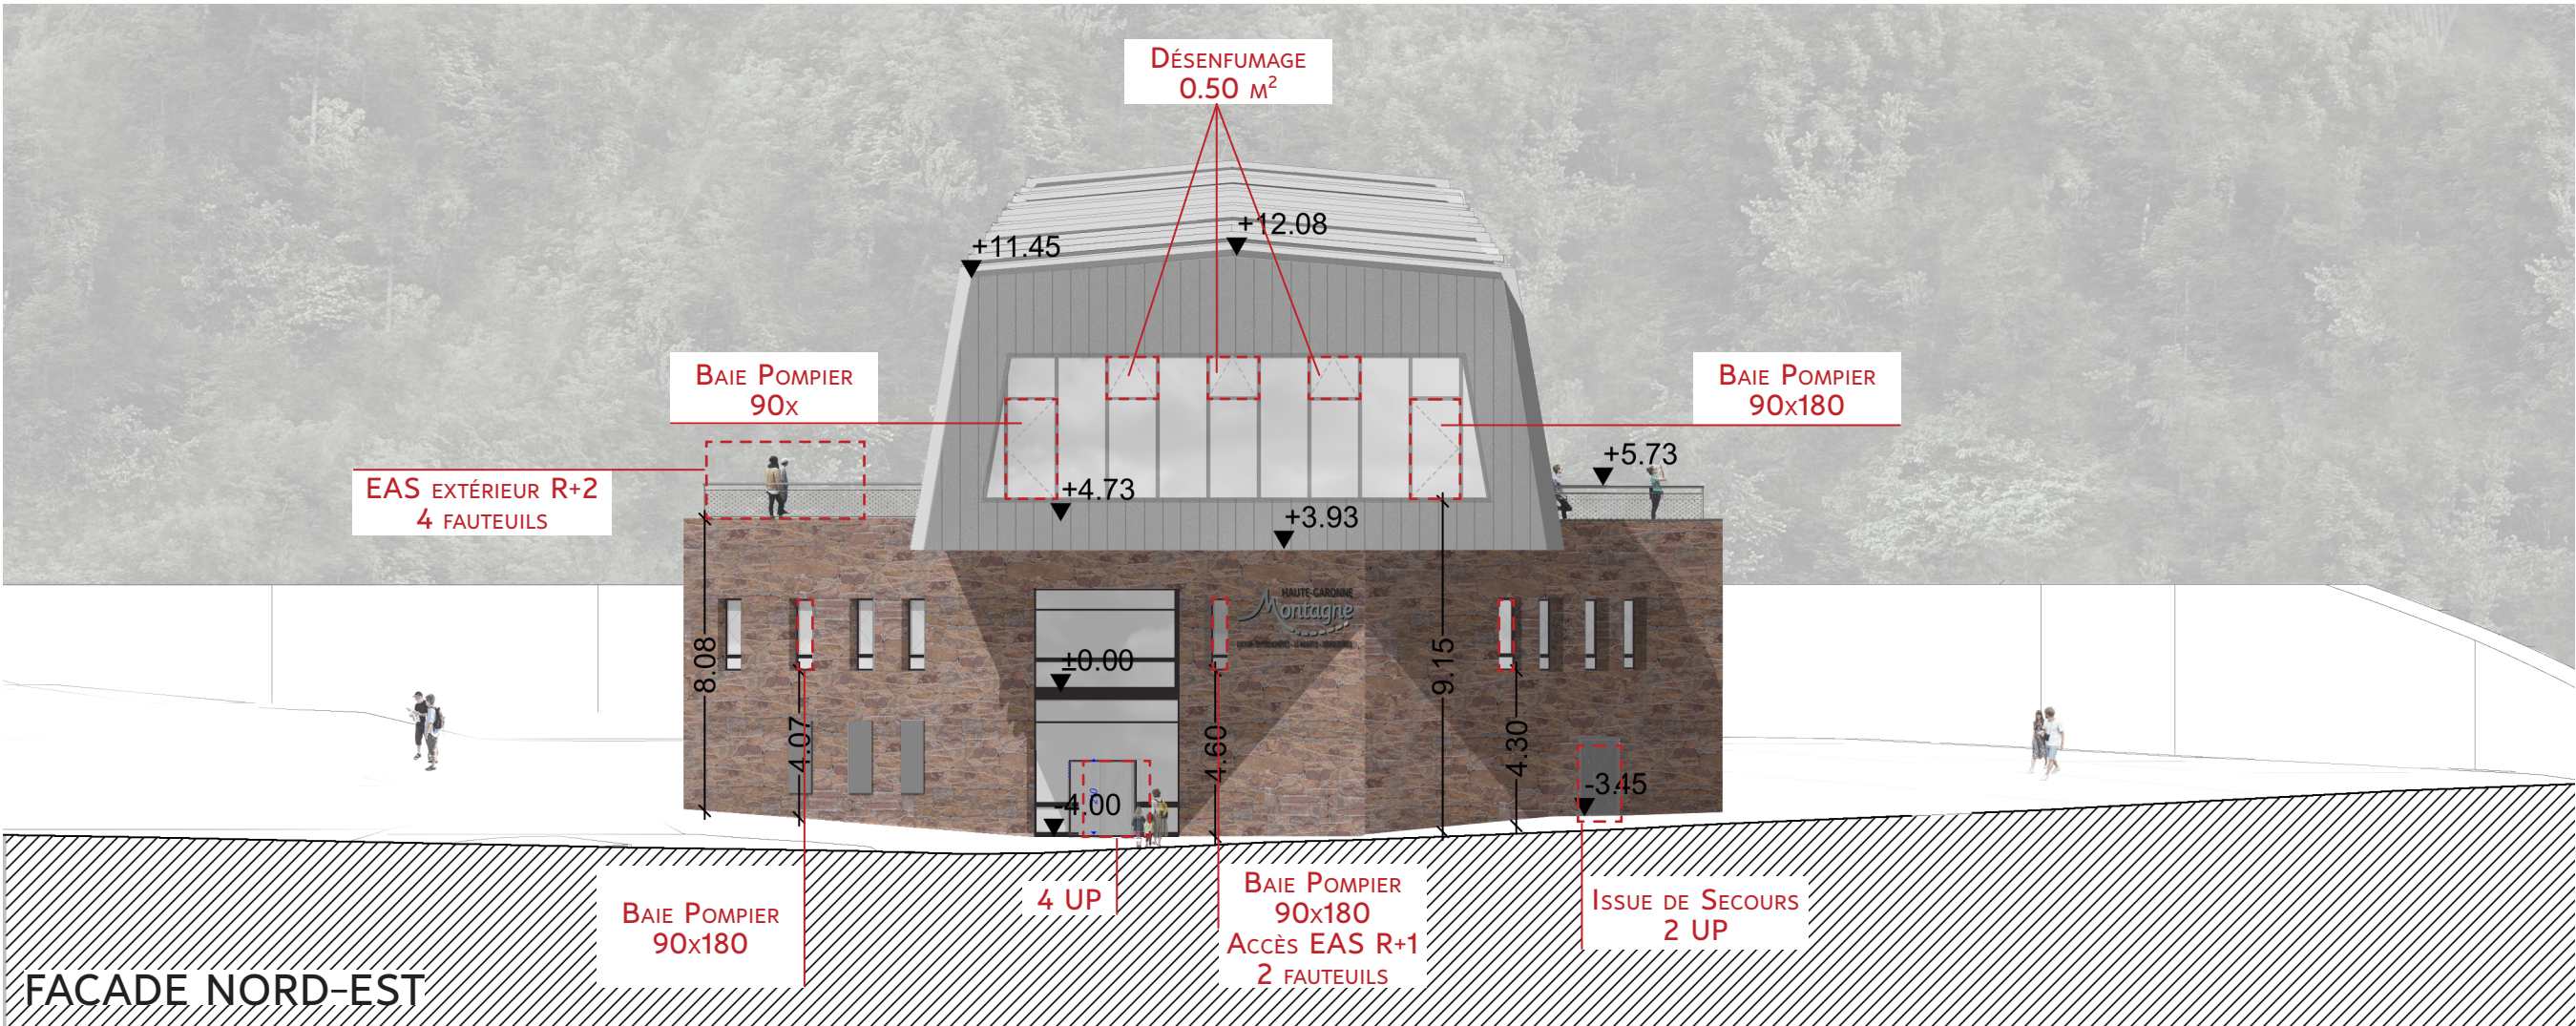 Désenfumage
0.50 m²
+12.08
+11.45
Baie Pompier
90x
Baie Pompier
90x180
+5.73
EAS extérieur R+2
4 fauteuils
+4.73
+3.93
HAUTE-GARONNE
Montagne
8.08
±0.00
9.15
4.07
4.60
4.30
-3.45
-4.00
4 UP
Baie Pompier
90x180
Accès EAS R+1
2 fauteuils
Issue de Secours
2 UP
Baie Pompier
90x180
FACADE NORD-EST